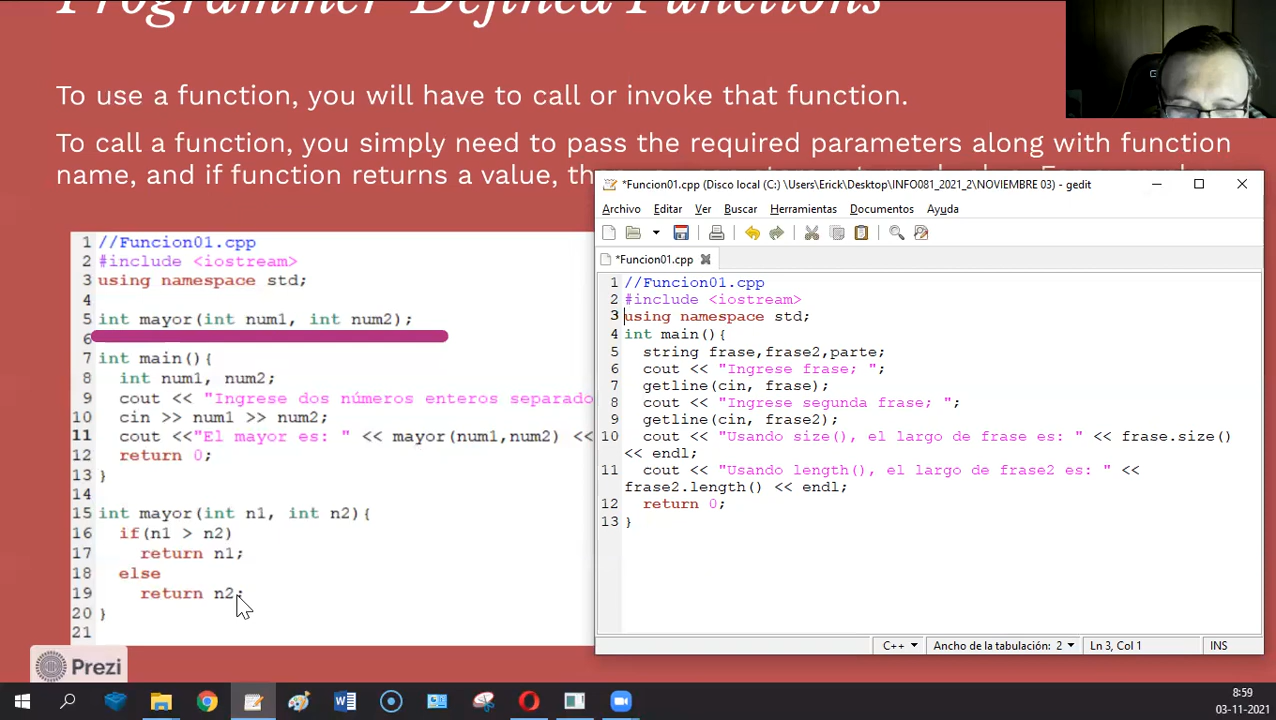 Programmer Defined Functions
To use a function, you will have to call or invoke that function.
To call a function, you simply need to pass the required parameters along with function
name, and if function returns a value,
1 //Funcion01.cpp
2 #include <iostream>
3 using namespace std;
4
5 int mayor(int num1, int num2);
6
7 int main(){
8 int num1, num2;
9 cout << "Ingrese dos números enteros separado
10 cin >> num1 >> num2;
11 cout <<"El mayor es: " << mayor(num1,num2) <<
12 return 0;
13 }
14
15 int mayor(int n1, int n2){
16 if(n1 > n2)
17 return n1;
18 else
19 return n2;
20 }
21
Prezi
*Funcion01.cpp (Disco local (C:) \Users\Erick\Desktop\INFO081_2021_2\NOVIEMBRE 03) - gedit
Archivo Editar Ver Buscar Herramientas Documentos Ayuda
*Funcion01.cpp
1 //Funcion01.cpp
2 #include <iostream>
3 using namespace std;
4 int main(){
5 string frase,frase2,parte;
6 cout << "Ingrese frase; ";
7 getline(cin, frase);
8 cout << "Ingrese segunda frase; ";
9 getline(cin, frase2);
10 cout << "Usando size(), el largo de frase es: " << frase.size()
<< endl;
11 cout << "Usando length(), el largo de frase2 es: " <<
frase2.length() << endl;
12 return 0;
13 }
C++ Ancho de la tabulación: 2 Ln 3, Col 1 INS
8:59
03-11-2021